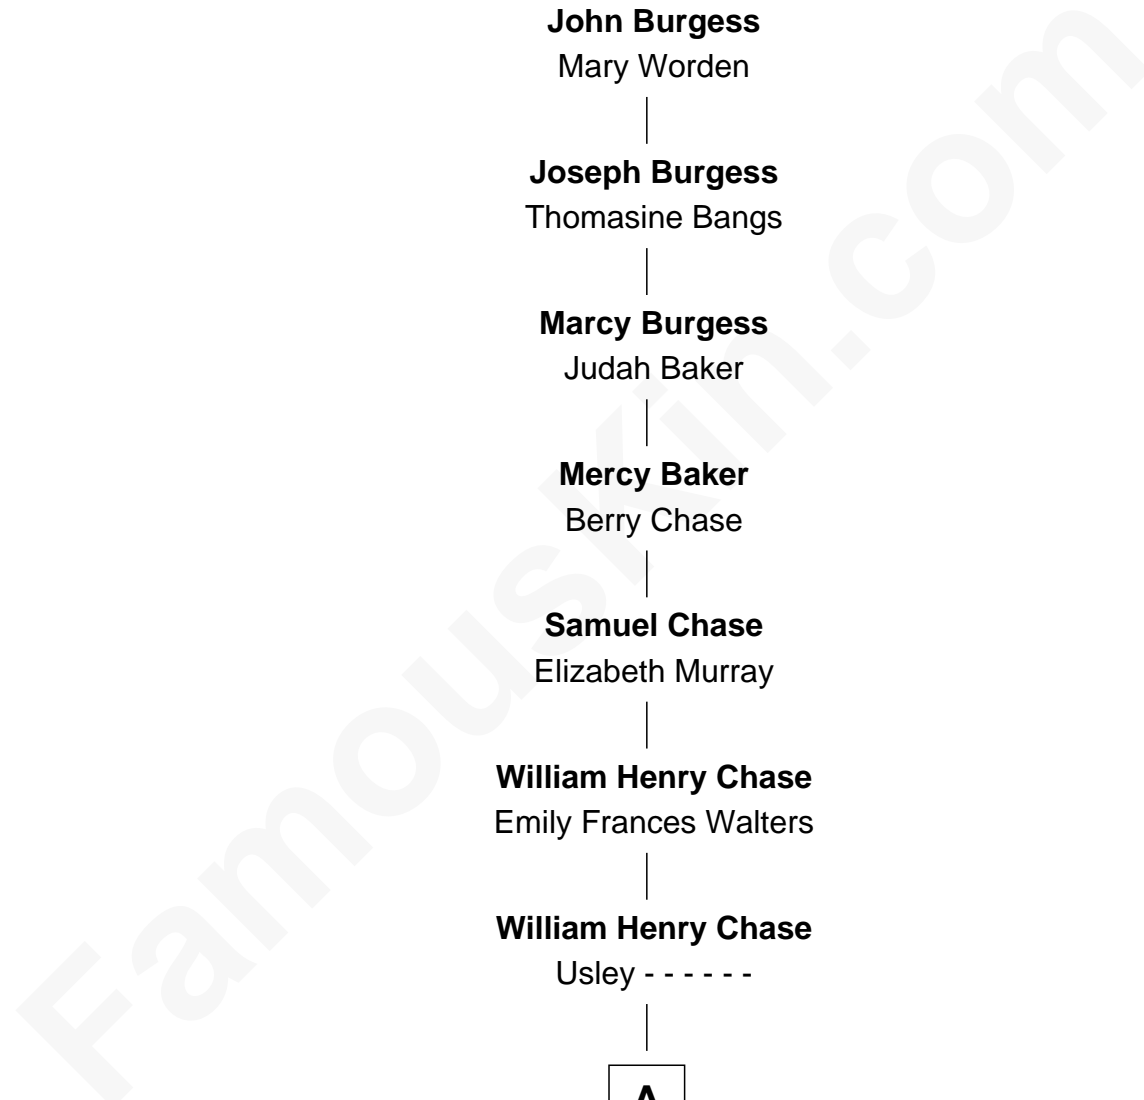 John Burgess
Mary Worden
Joseph Burgess
Thomasine Bangs
Marcy Burgess
Judah Baker
Mercy Baker
Berry Chase
Samuel Chase
Elizabeth Murray
William Henry Chase
Emily Frances Walters
William Henry Chase
Usley - - - - - -
A
FamousKin.com